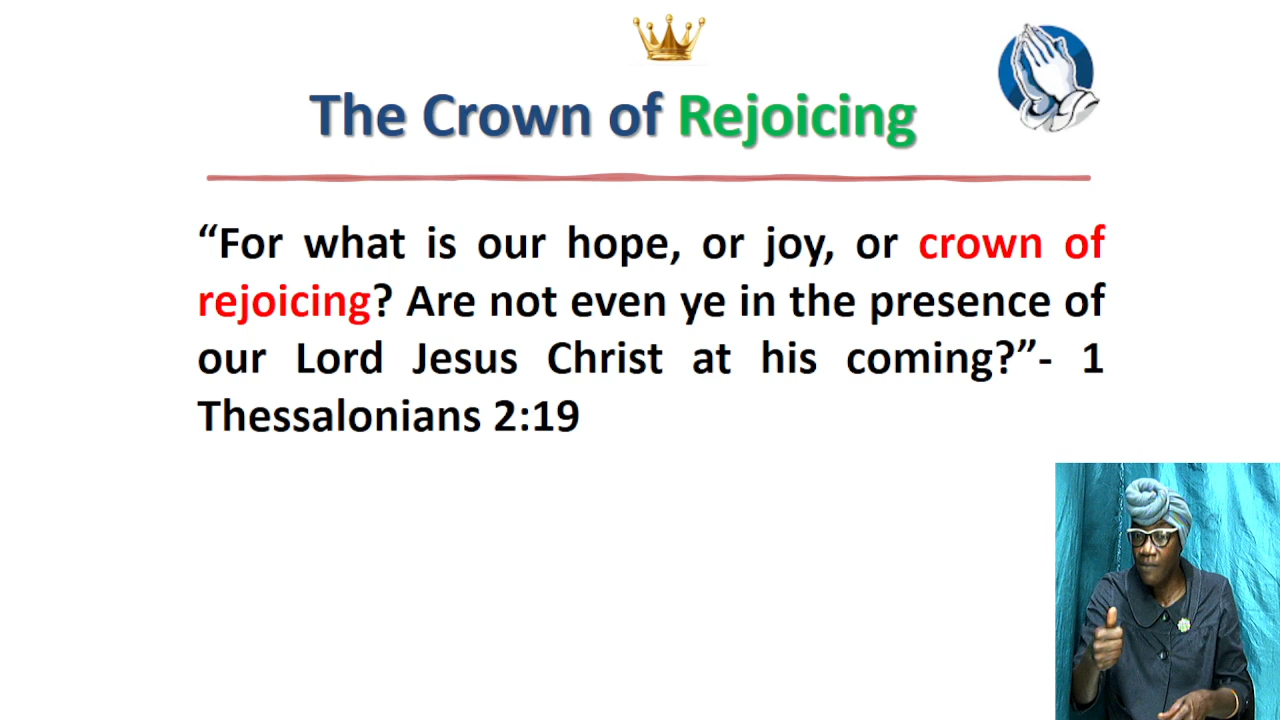 The Crown of Rejoicing
“For what is our hope, or joy, or crown of
rejoicing? Are not even ye in the presence of
our Lord Jesus Christ at his coming?”- 1
Thessalonians 2:19